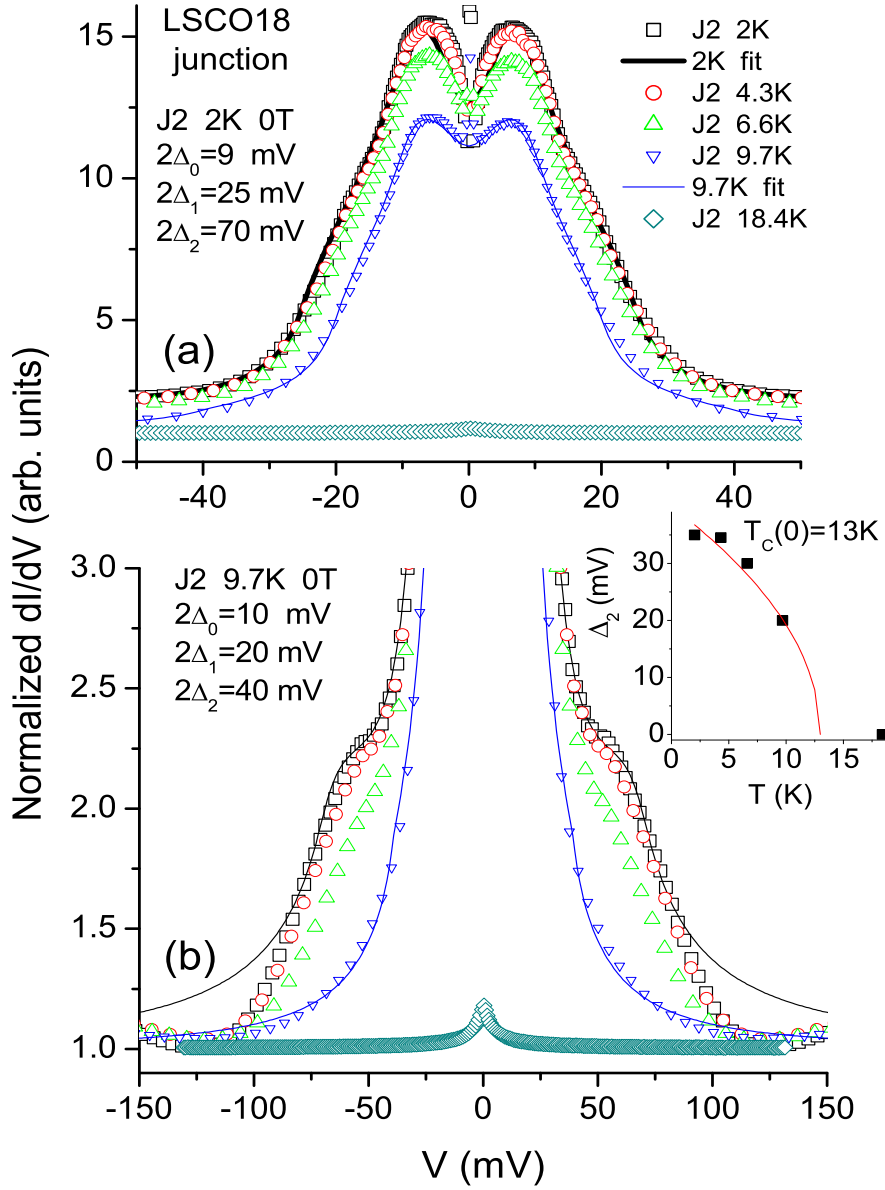 LSCO18
junction
J2 2K 0T
2Δ₀=9 mV
2Δ₁=25 mV
2Δ₂=70 mV
J2 2K
2K fit
J2 4.3K
J2 6.6K
J2 9.7K
9.7K fit
J2 18.4K
(a)
15
10
5
0
-40
-20
0
20
40
Normalized dI/dV (arb. units)
J2 9.7K 0T
2Δ₀=10 mV
2Δ₁=20 mV
2Δ₂=40 mV
(b)
3.0
2.5
2.0
1.5
1.0
-150
-100
-50
0
50
100
150
V (mV)
T_C(0)=13K
Δ₂ (mV)
30
20
10
0
0
5
10
15
T (K)